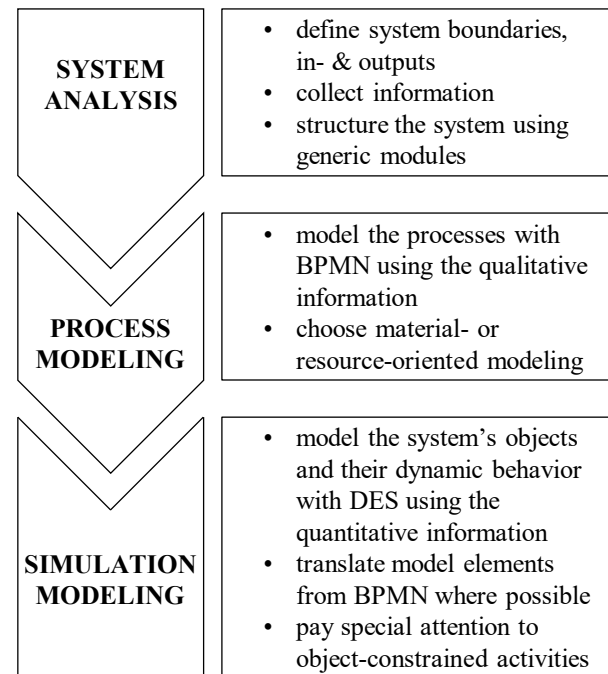 SYSTEM
ANALYSIS
• define system boundaries,
in- & outputs
• collect information
• structure the system using
generic modules
PROCESS
MODELING
• model the processes with
BPMN using the qualitative
information
• choose material- or
resource-oriented modeling
SIMULATION
MODELING
• model the system’s objects
and their dynamic behavior
with DES using the
quantitative information
• translate model elements
from BPMN where possible
• pay special attention to
object-constrained activities